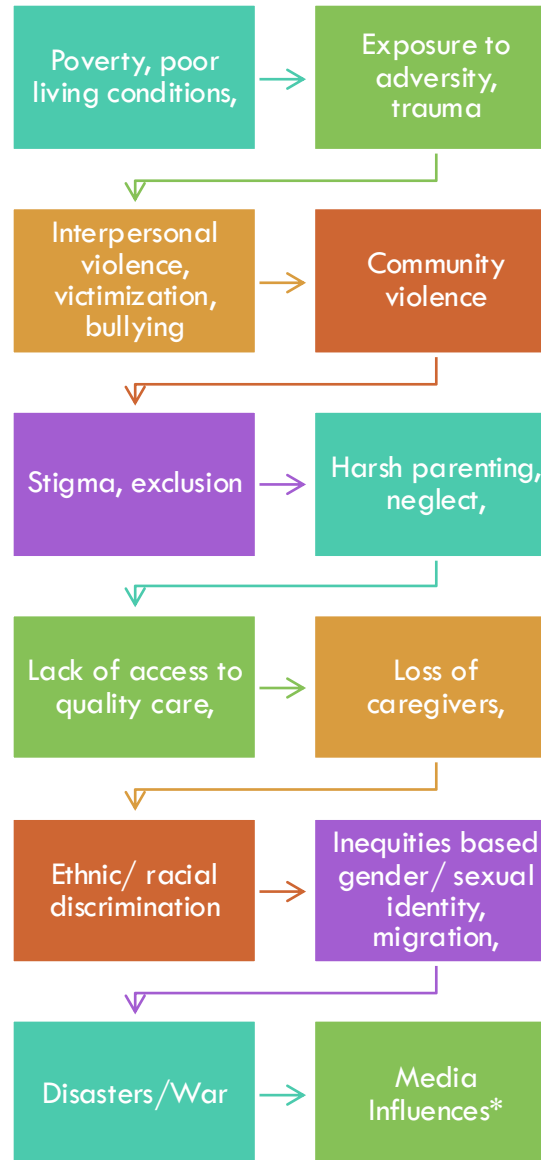 Poverty, poor
living conditions,
Exposure to
adversity,
trauma
Interpersonal
violence,
victimization,
bullying
Community
violence
Stigma, exclusion
Harsh parenting,
neglect,
Lack of access to
quality care,
Loss of
caregivers,
Ethnic/ racial
discrimination
Inequities based
gender/ sexual
identity,
migration,
Disasters/War
Media
Influences*